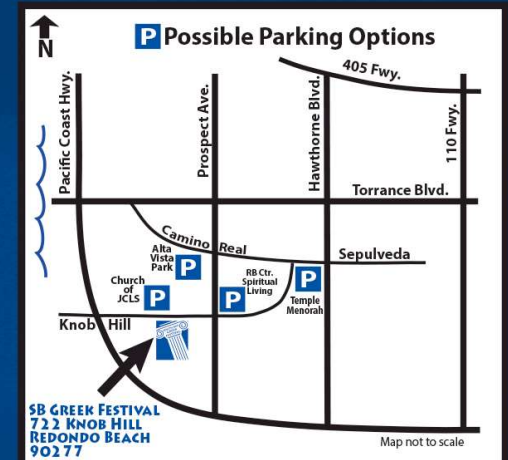 N
P Possible Parking Options
405 Fwy.
Pacific Coast Hwy.
Prospect Ave.
Hawthorne Blvd.
110 Fwy.
Torrance Blvd.
Camino Real
Sepulveda
Alta
Vista
Park
P
Church
of
JCLS
P
RB Ctr.
Spiritual
Living
P
P
Temple
Menorah
Knob Hill
SB GREEK FESTIVAL
722 KNOB HILL
REDONDO BEACH
90277
Map not to scale